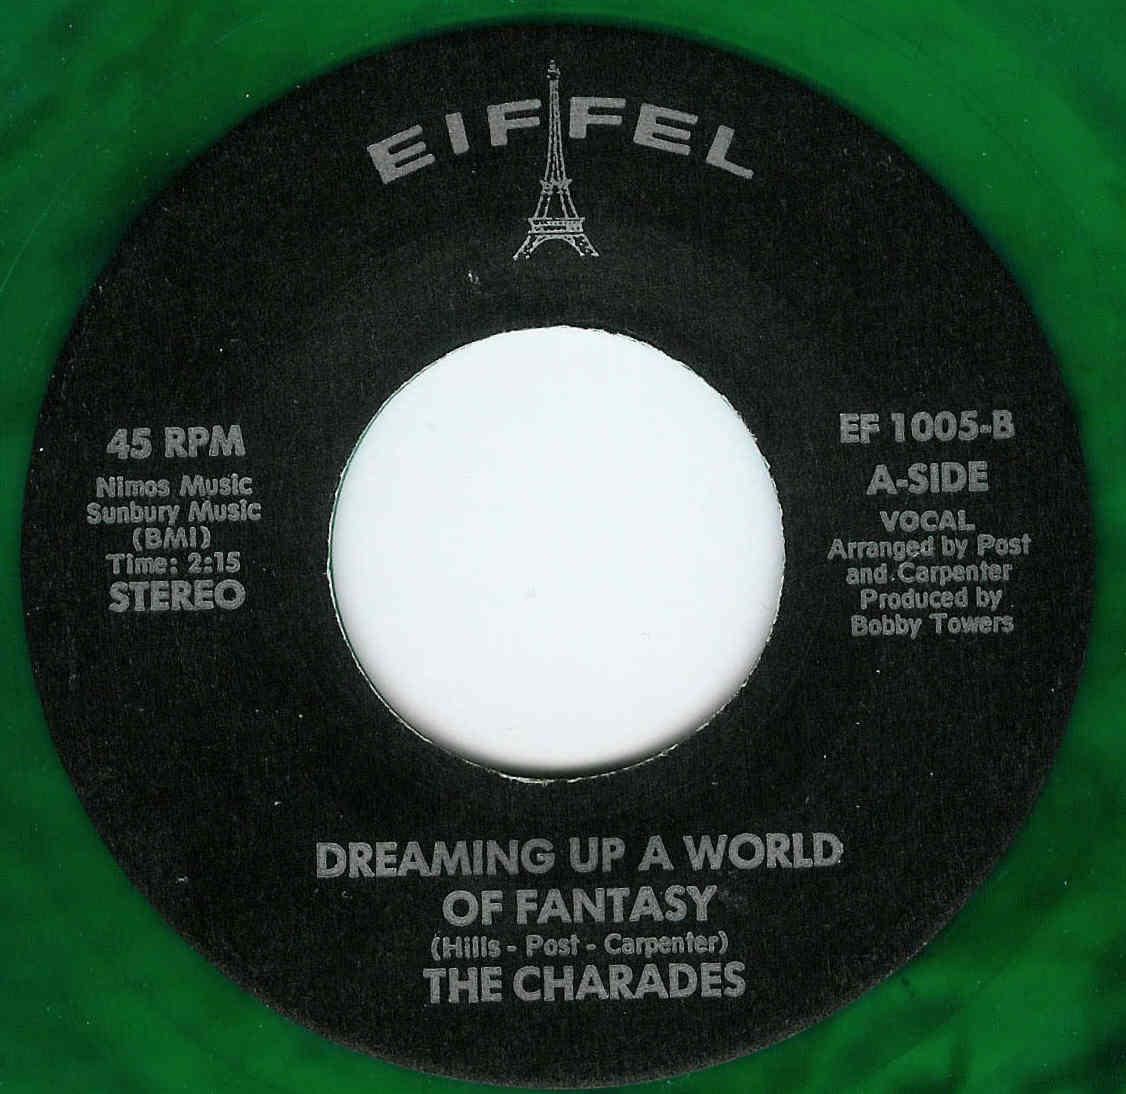 EIFFEL
45 RPM
Nimos Music
Sunbury Music
(BMI)
Time: 2:15
STEREO
EF 1005-B
A-SIDE
VOCAL
Arranged by Post
and Carpenter
Produced by
Bobby Towers
DREAMING UP A WORLD
OF FANTASY
(Hills - Post - Carpenter)
THE CHARADES